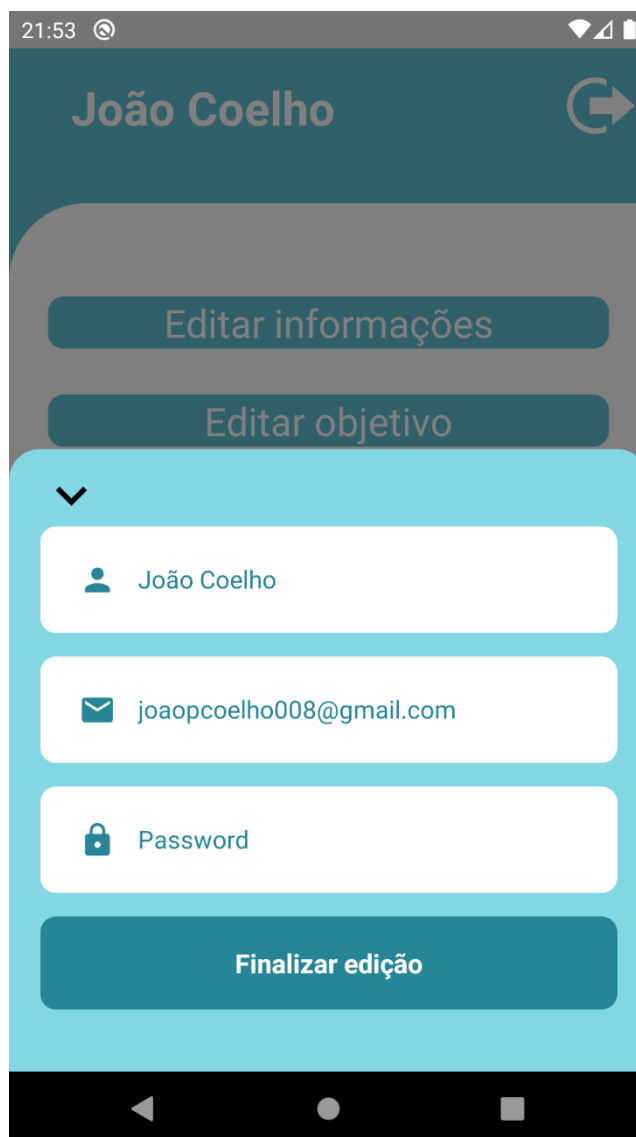 21:53
João Coelho
Editar informações
Editar objetivo
João Coelho
joaopcoelho008@gmail.com
Password
Finalizar edição